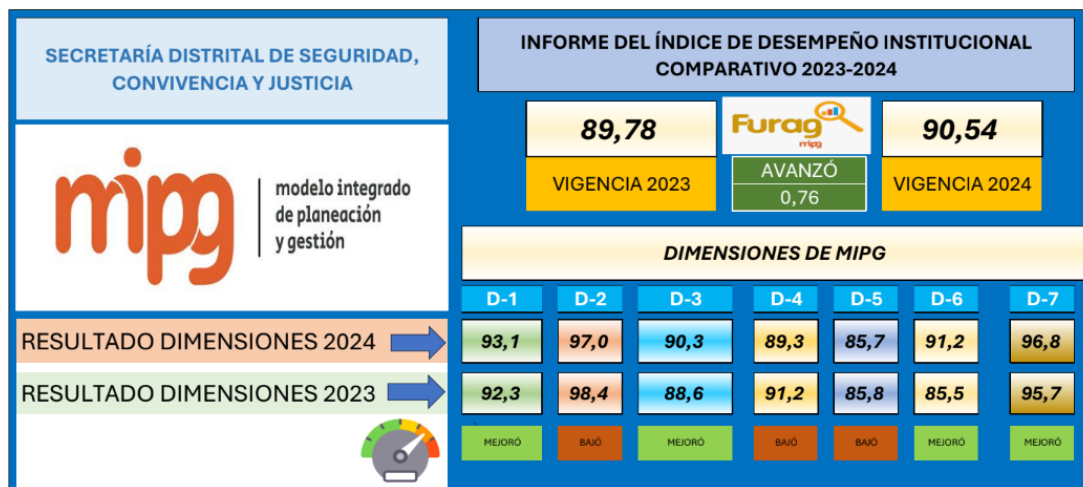 SECRETARÍA DISTRITAL DE SEGURIDAD,
CONVIVENCIA Y JUSTICIA
mipg
modelo integrado
de planeación
y gestión
INFORME DEL ÍNDICE DE DESEMPEÑO INSTITUCIONAL
COMPARATIVO 2023-2024
89,78
Furag
mipg
90,54
VIGENCIA 2023
AVANZÓ
0,76
VIGENCIA 2024
DIMENSIONES DE MIPG
D-1 D-2 D-3 D-4 D-5 D-6 D-7
RESULTADO DIMENSIONES 2024 93,1 97,0 90,3 89,3 85,7 91,2 96,8
RESULTADO DIMENSIONES 2023 92,3 98,4 88,6 91,2 85,8 85,5 95,7
MEJORÓ BAJÓ MEJORÓ BAJÓ BAJÓ MEJORÓ MEJORÓ